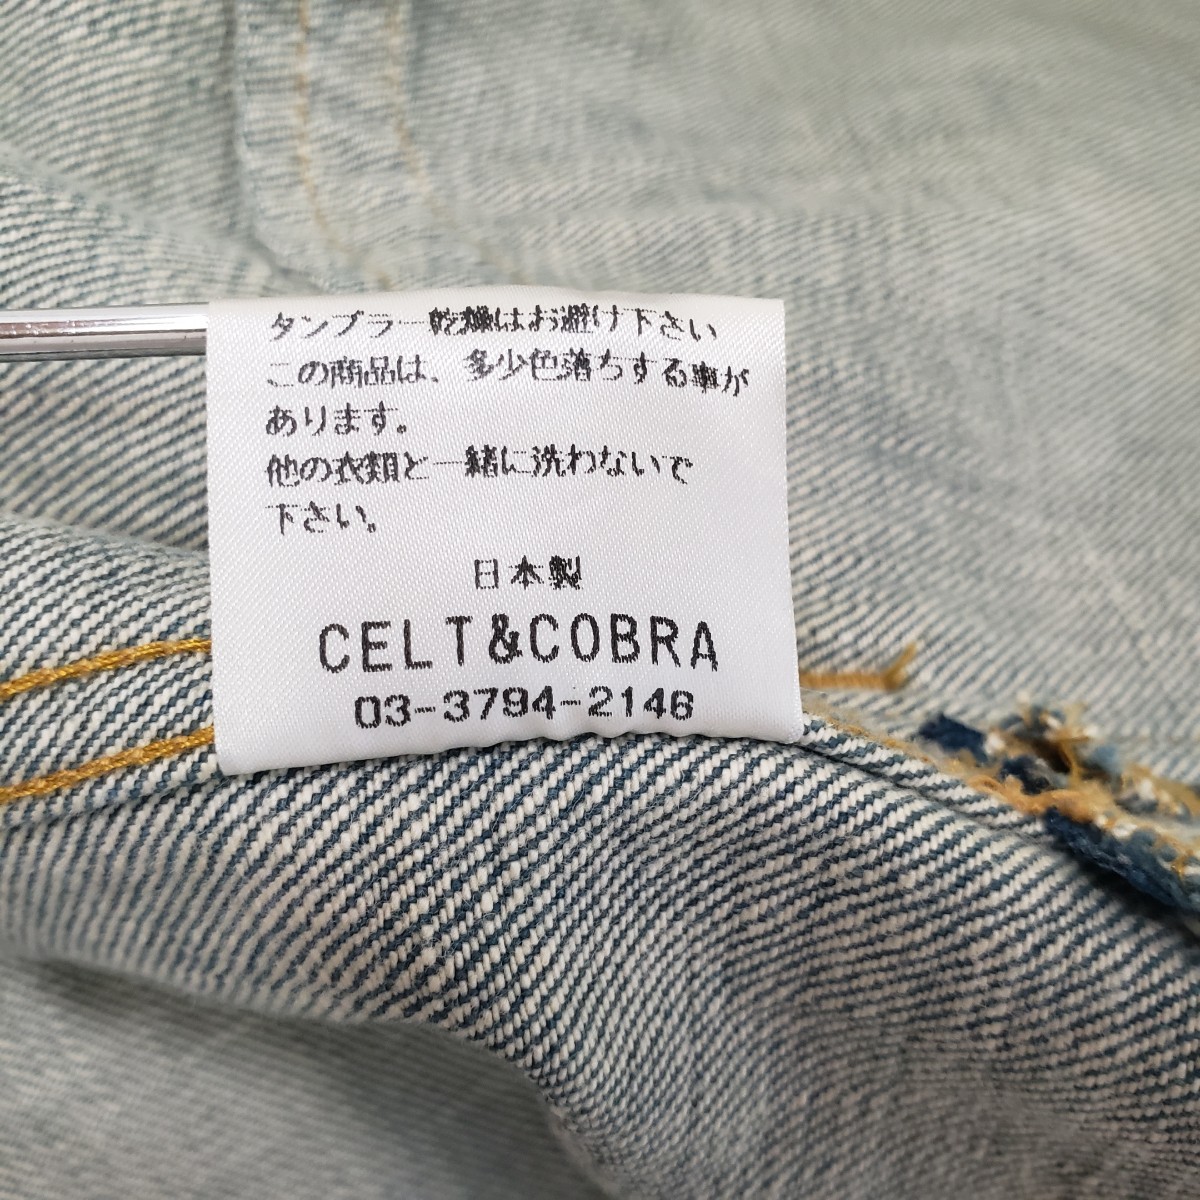 タンブラー乾燥はお避け下さい
この商品は、多少色落ちする事が
あります。
他の衣類と一緒に洗わないで
下さい。
日本製
CELT&COBRA
03-3794-2146